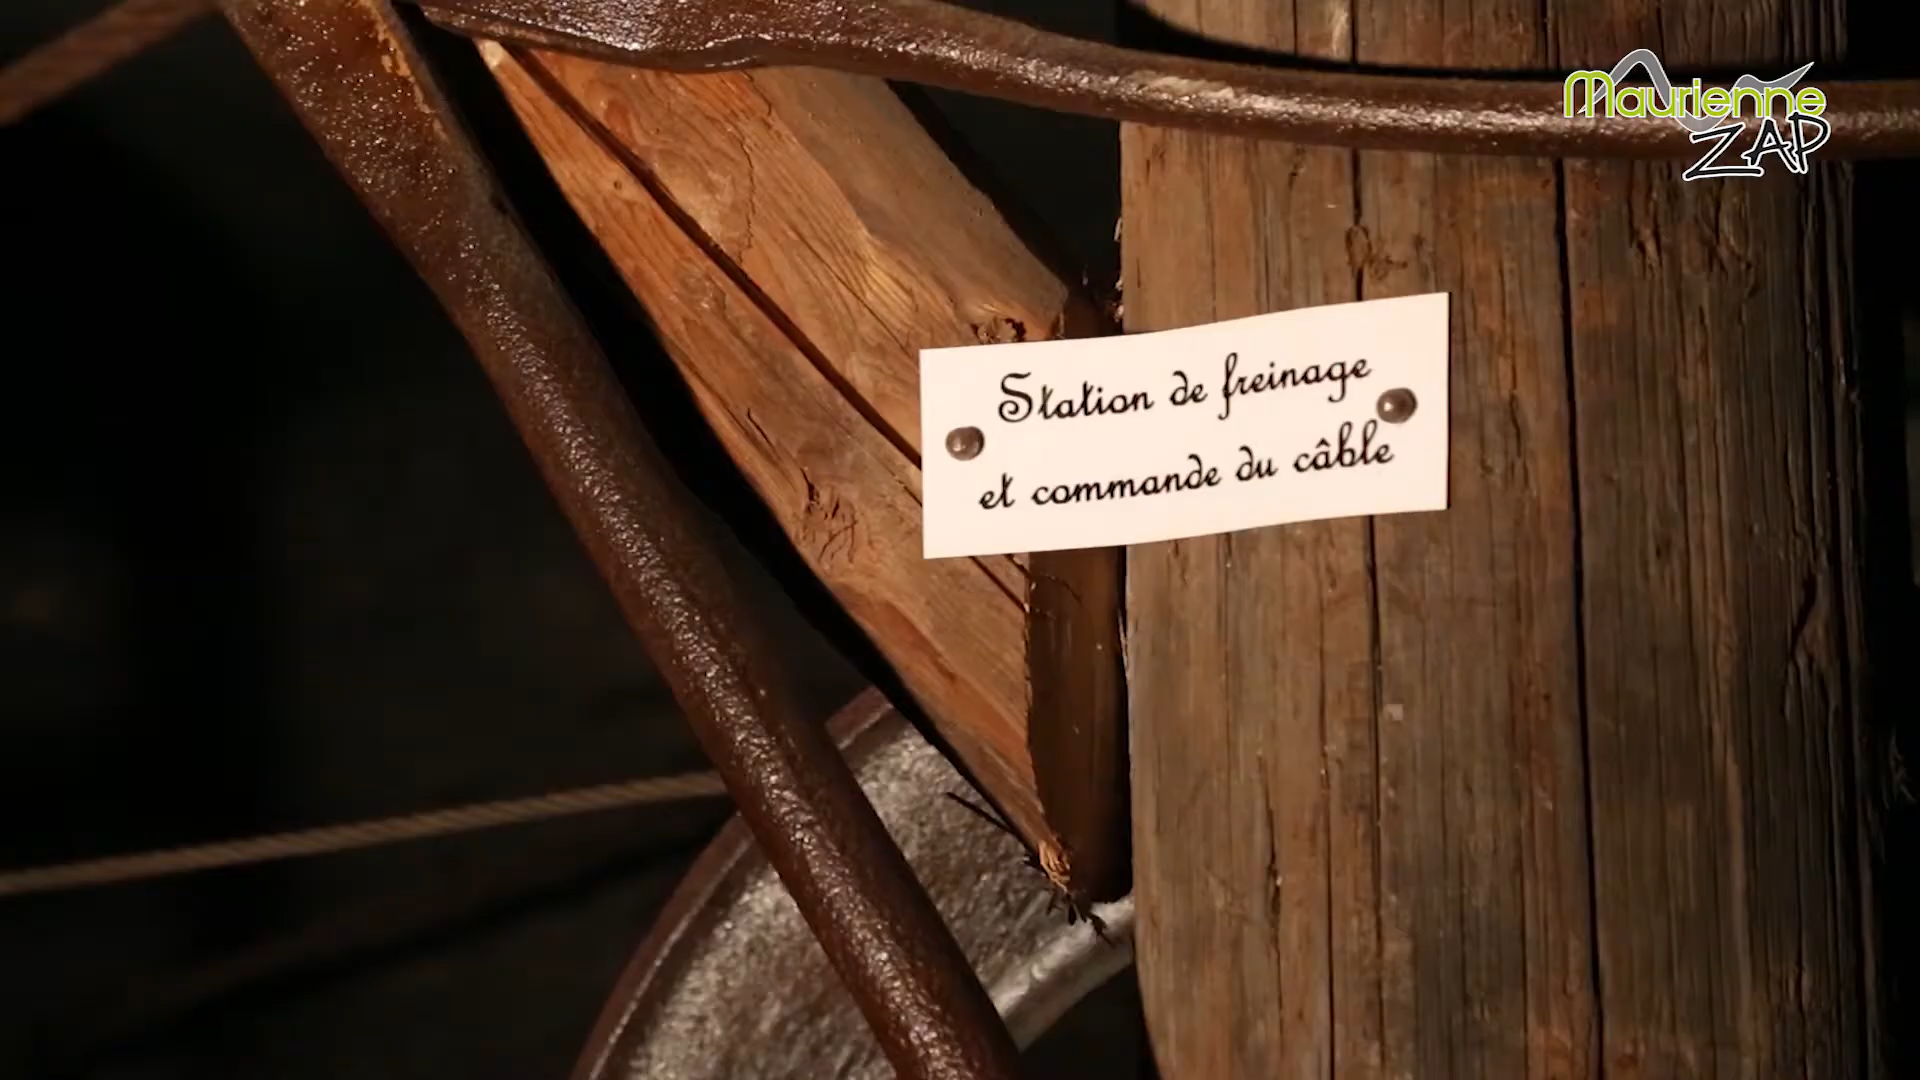 Maurienne
ZAP
Station de freinage
et commande du câble